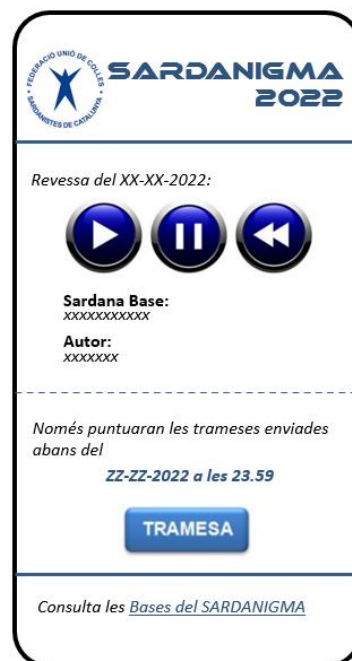 FEDERACIÓ UNIÓ DE COLLES
SARDANISTES DE CATALUNYA
SARDANIGMA
2022
Revessa del XX-XX-2022:
Sardana Base:
xxxxxxxxxxx
Autor:
xxxxxxx
Només puntuaran les trameses enviades
abans del
ZZ-ZZ-2022 a les 23.59
TRAMESA
Consulta les Bases del SARDANIGMA